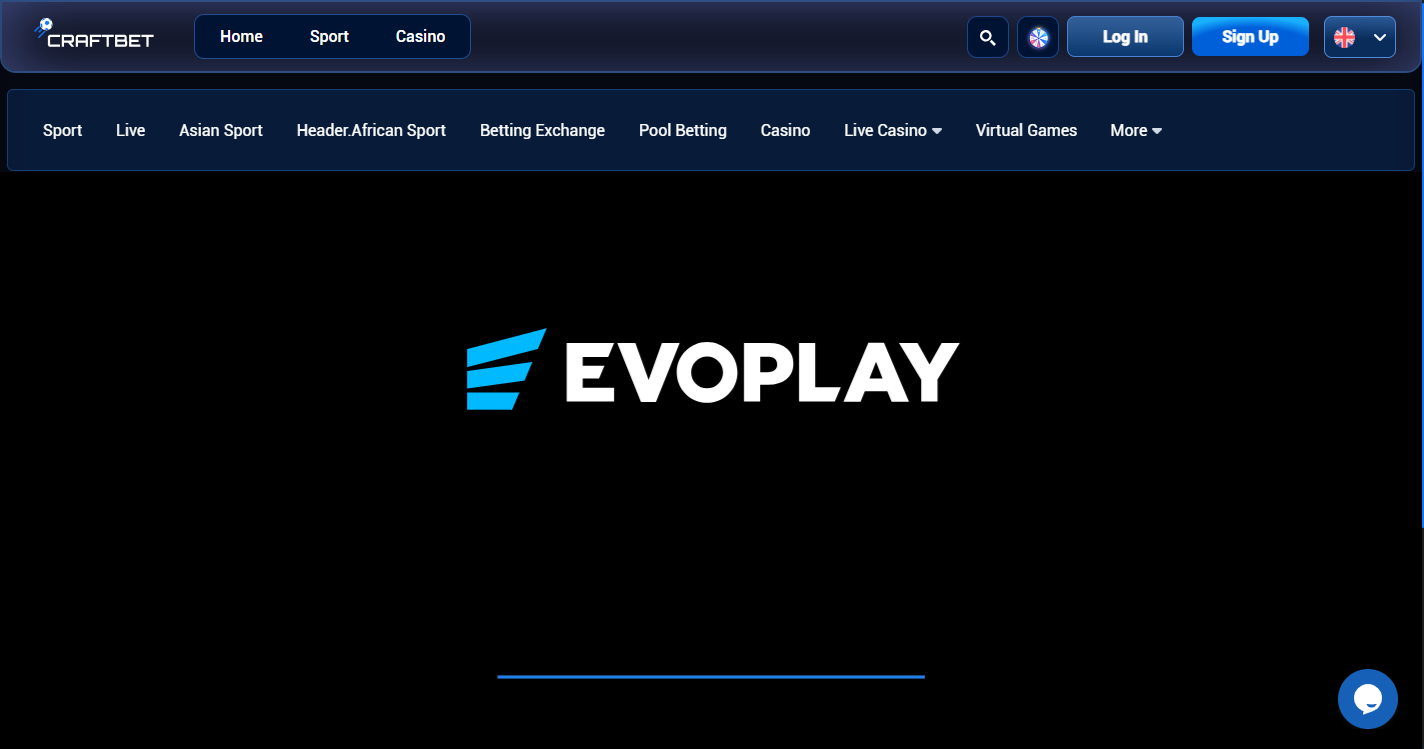 CRAFTBET
Home Sport Casino
Log In
Sign Up
Sport Live Asian Sport Header.African Sport Betting Exchange Pool Betting Casino Live Casino Virtual Games More
EVOPLAY